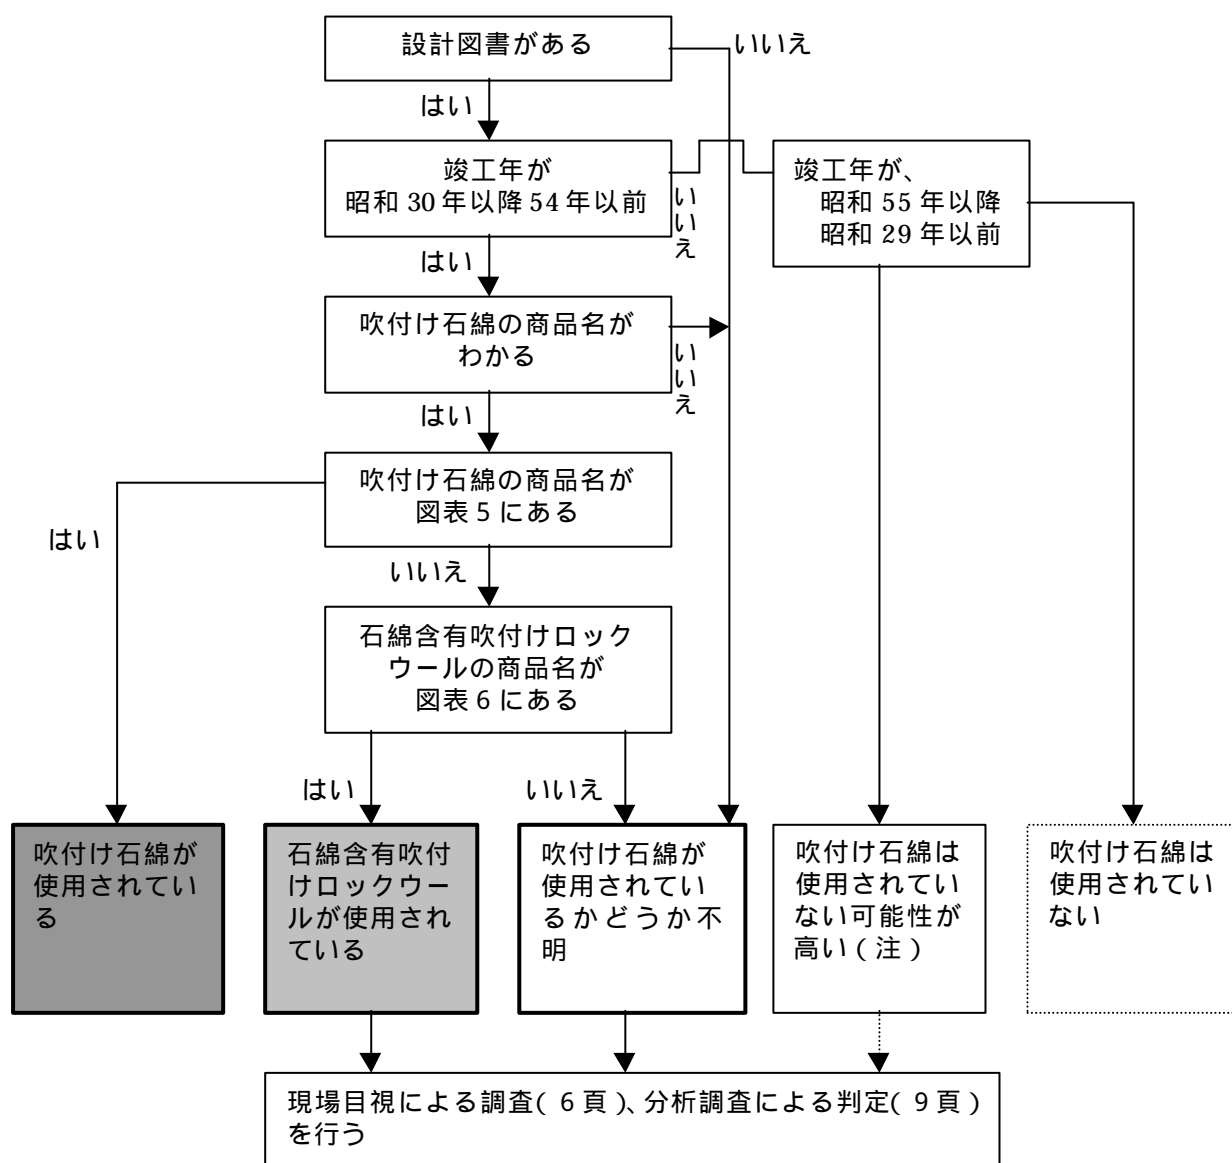 設計図書がある
いいえ
はい
竣工年が
昭和 30 年以降 54 年以前
いいえ
竣工年が、
昭和 55 年以降
昭和 29 年以前
はい
吹付け石綿の商品名が
わかる
いいえ
はい
吹付け石綿の商品名が
図表 5 にある
はい
いいえ
石綿含有吹付けロック
ウールの商品名が
図表 6 にある
はい
いいえ
吹付け石綿が
使用されてい
る
石綿含有吹付
けロックウー
ルが使用され
ている
吹付け石綿が
使用されてい
るかどうか不
明
吹付け石綿は
使用されてい
ない可能性が
高い(注)
吹付け石綿は
使用されてい
ない
現場目視による調査(6頁)、分析調査による判定(9頁)
を行う